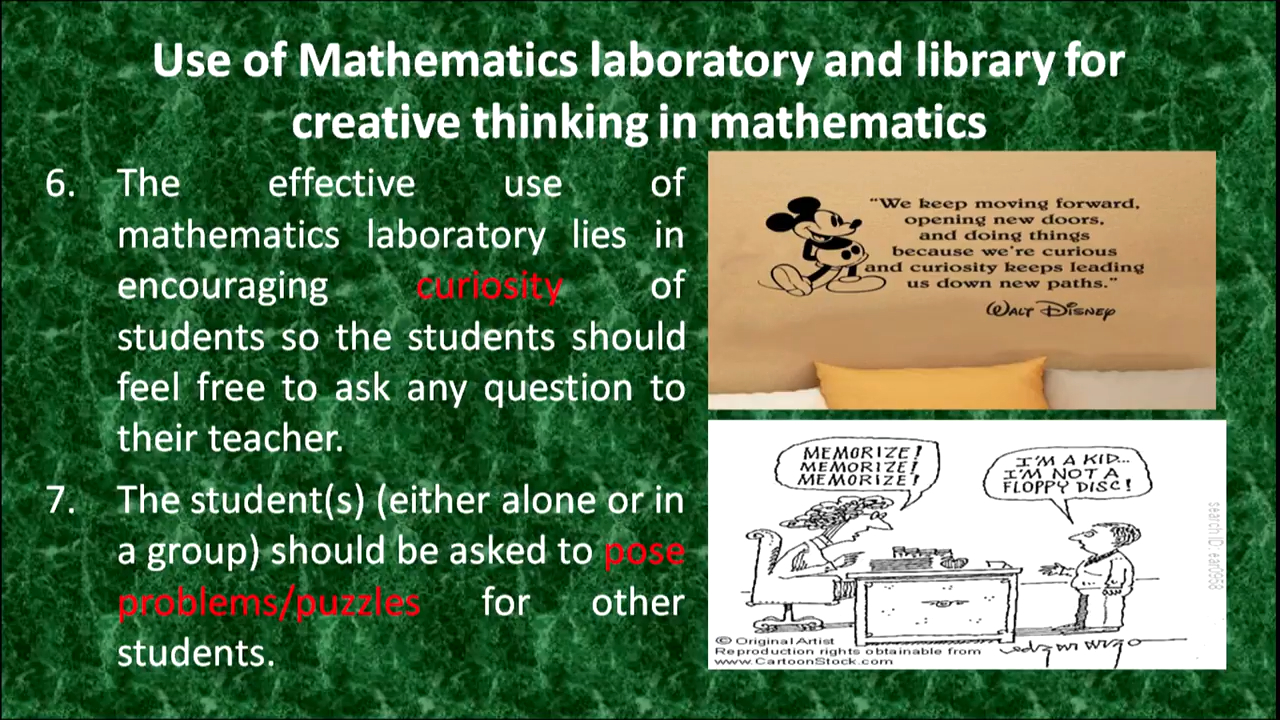 Use of Mathematics laboratory and library for
creative thinking in mathematics
6. The effective use of
mathematics laboratory lies in
encouraging curiosity of
students so the students should
feel free to ask any question to
their teacher.
7. The student(s) (either alone or in
a group) should be asked to pose
problems/puzzles for other
students.
“We keep moving forward,
opening new doors,
and doing things
because we're curious
and curiosity keeps leading
us down new paths.”
WALT DISNEY
MEMORIZE!
MEMORIZE!
MEMORIZE!
I'M A KID...
I'M NOT A
FLOPPY DISC!
© Original Artist
Reproduction rights obtainable from
www.CartoonStock.com